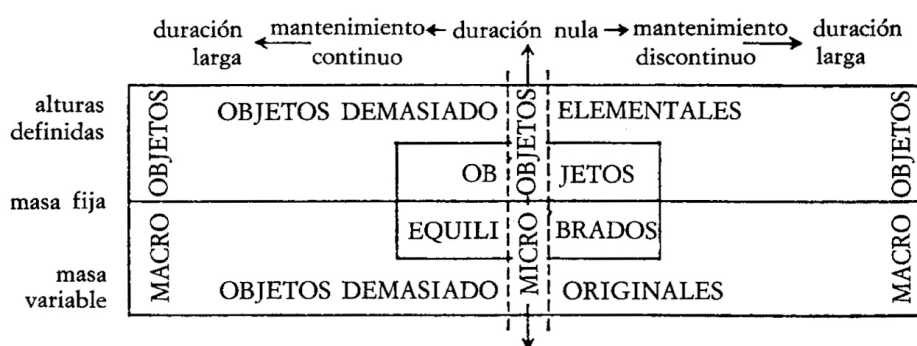 duración mantenimiento duración nula mantenimiento duración
larga continuo discontinuo larga
alturas definidas
OBJETOS DEMASIADO ELEMENTALES
masa fija
OB JETOS
EQUILI BRADOS
masa variable
OBJETOS DEMASIADO ORIGINALES
MACRO OBJETOS
MICRO OBJETOS
MACRO OBJETOS